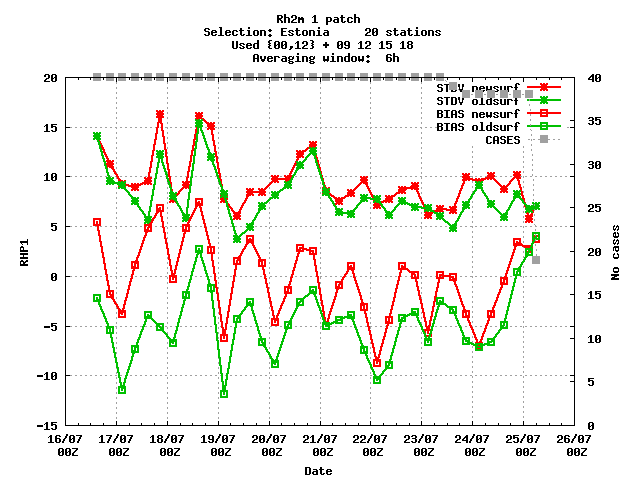 Rh2m 1 patch
Selection: Estonia 20 stations
Used {00,12} + 09 12 15 18
Averaging window: 6h
20 40
STDV newsurf
STDV oldsurf
BIAS newsurf
BIAS oldsurf
CASES
15
10
5
0
-5
-10
-15
35
30
25
20
15
10
5
0
RHP1
No cases
16/07 17/07 18/07 19/07 20/07 21/07 22/07 23/07 24/07 25/07 26/07
00Z 00Z 00Z 00Z 00Z 00Z 00Z 00Z 00Z 00Z 00Z
Date